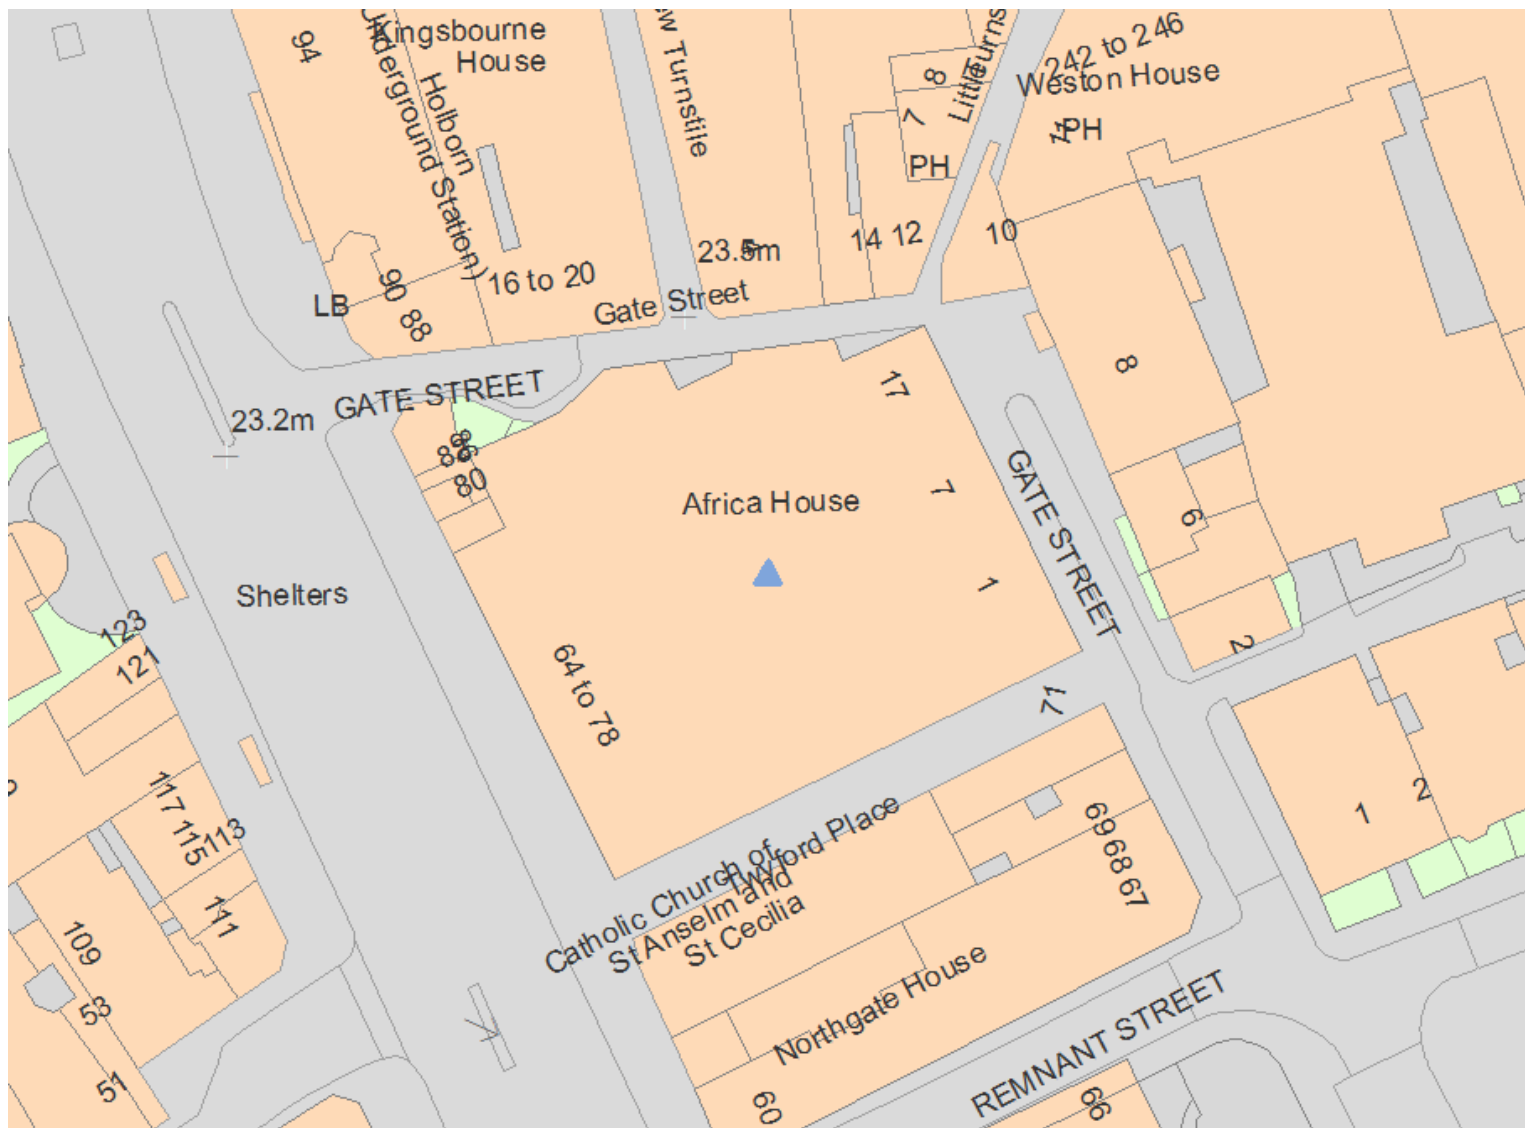 94
Kingsbourne
House
Holborn
Underground Station)
New Turnstile
8
7
PH
242 to 246
Weston House
PH
14
12
10
23.5m
16 to 20
Gate Street
LB
90
88
GATE STREET
23.2m
80
17
7
1
Africa House
GATE STREET
8
6
2
Shelters
123
121
64 to 78
71
117
115
113
111
109
53
51
Twyford Place
Catholic Church of
St Anselm and
St Cecilia
69
68
67
Northgate House
60
REMNANT STREET
66
1
2